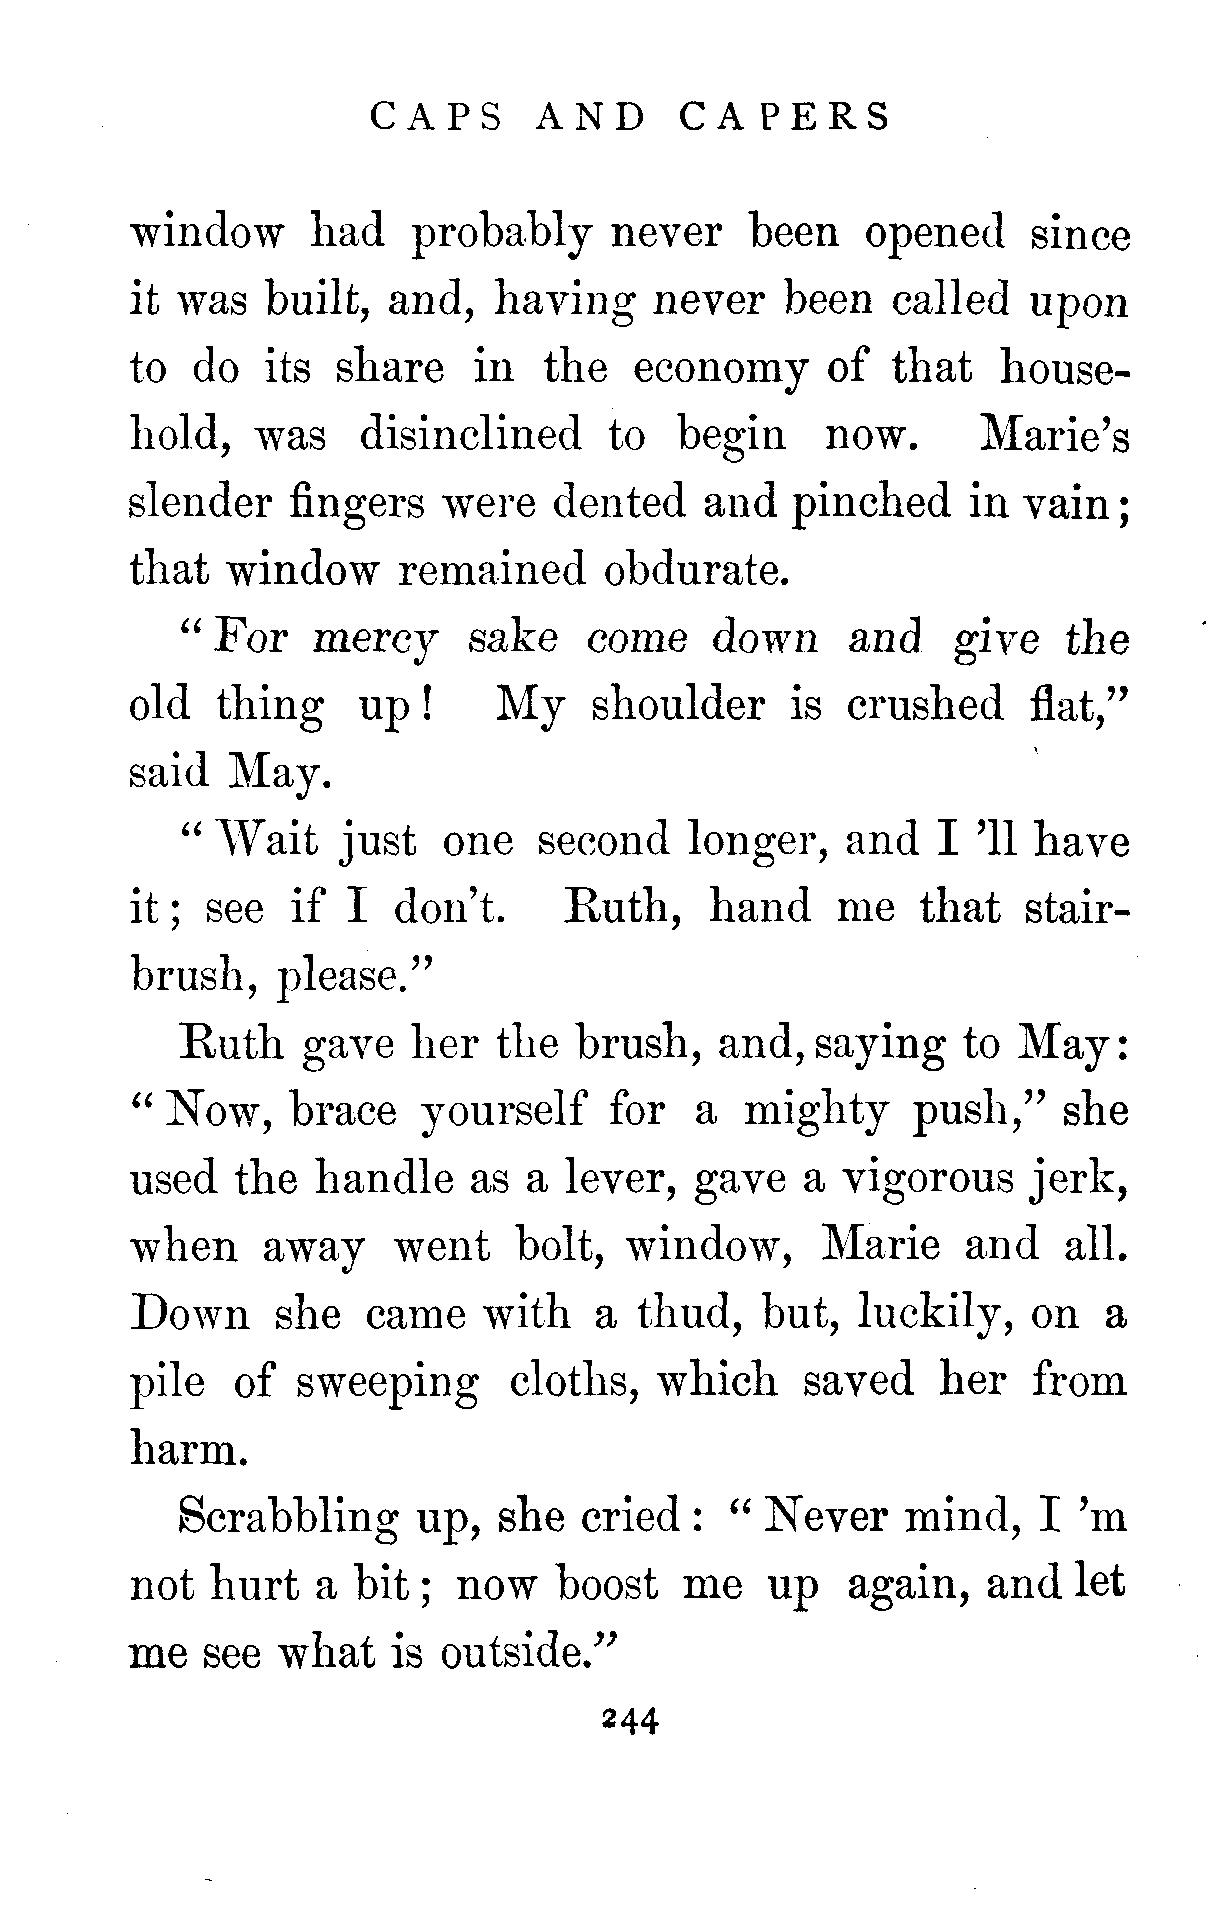 CAPS AND CAPERS
window had probably never been opened since
it was built, and, having never been called upon
to do its share in the economy of that house-
hold, was disinclined to begin now. Marie's
slender fingers were dented and pinched in vain;
that window remained obdurate.
"For mercy sake come down and give the
old thing up! My shoulder is crushed flat,"
said May.
"Wait just one second longer, and I 'll have
it; see if I don't. Ruth, hand me that stair-
brush, please."
Ruth gave her the brush, and, saying to May:
"Now, brace yourself for a mighty push," she
used the handle as a lever, gave a vigorous jerk,
when away went bolt, window, Marie and all.
Down she came with a thud, but, luckily, on a
pile of sweeping cloths, which saved her from
harm.
Scrabbling up, she cried: "Never mind, I 'm
not hurt a bit; now boost me up again, and let
me see what is outside."
244